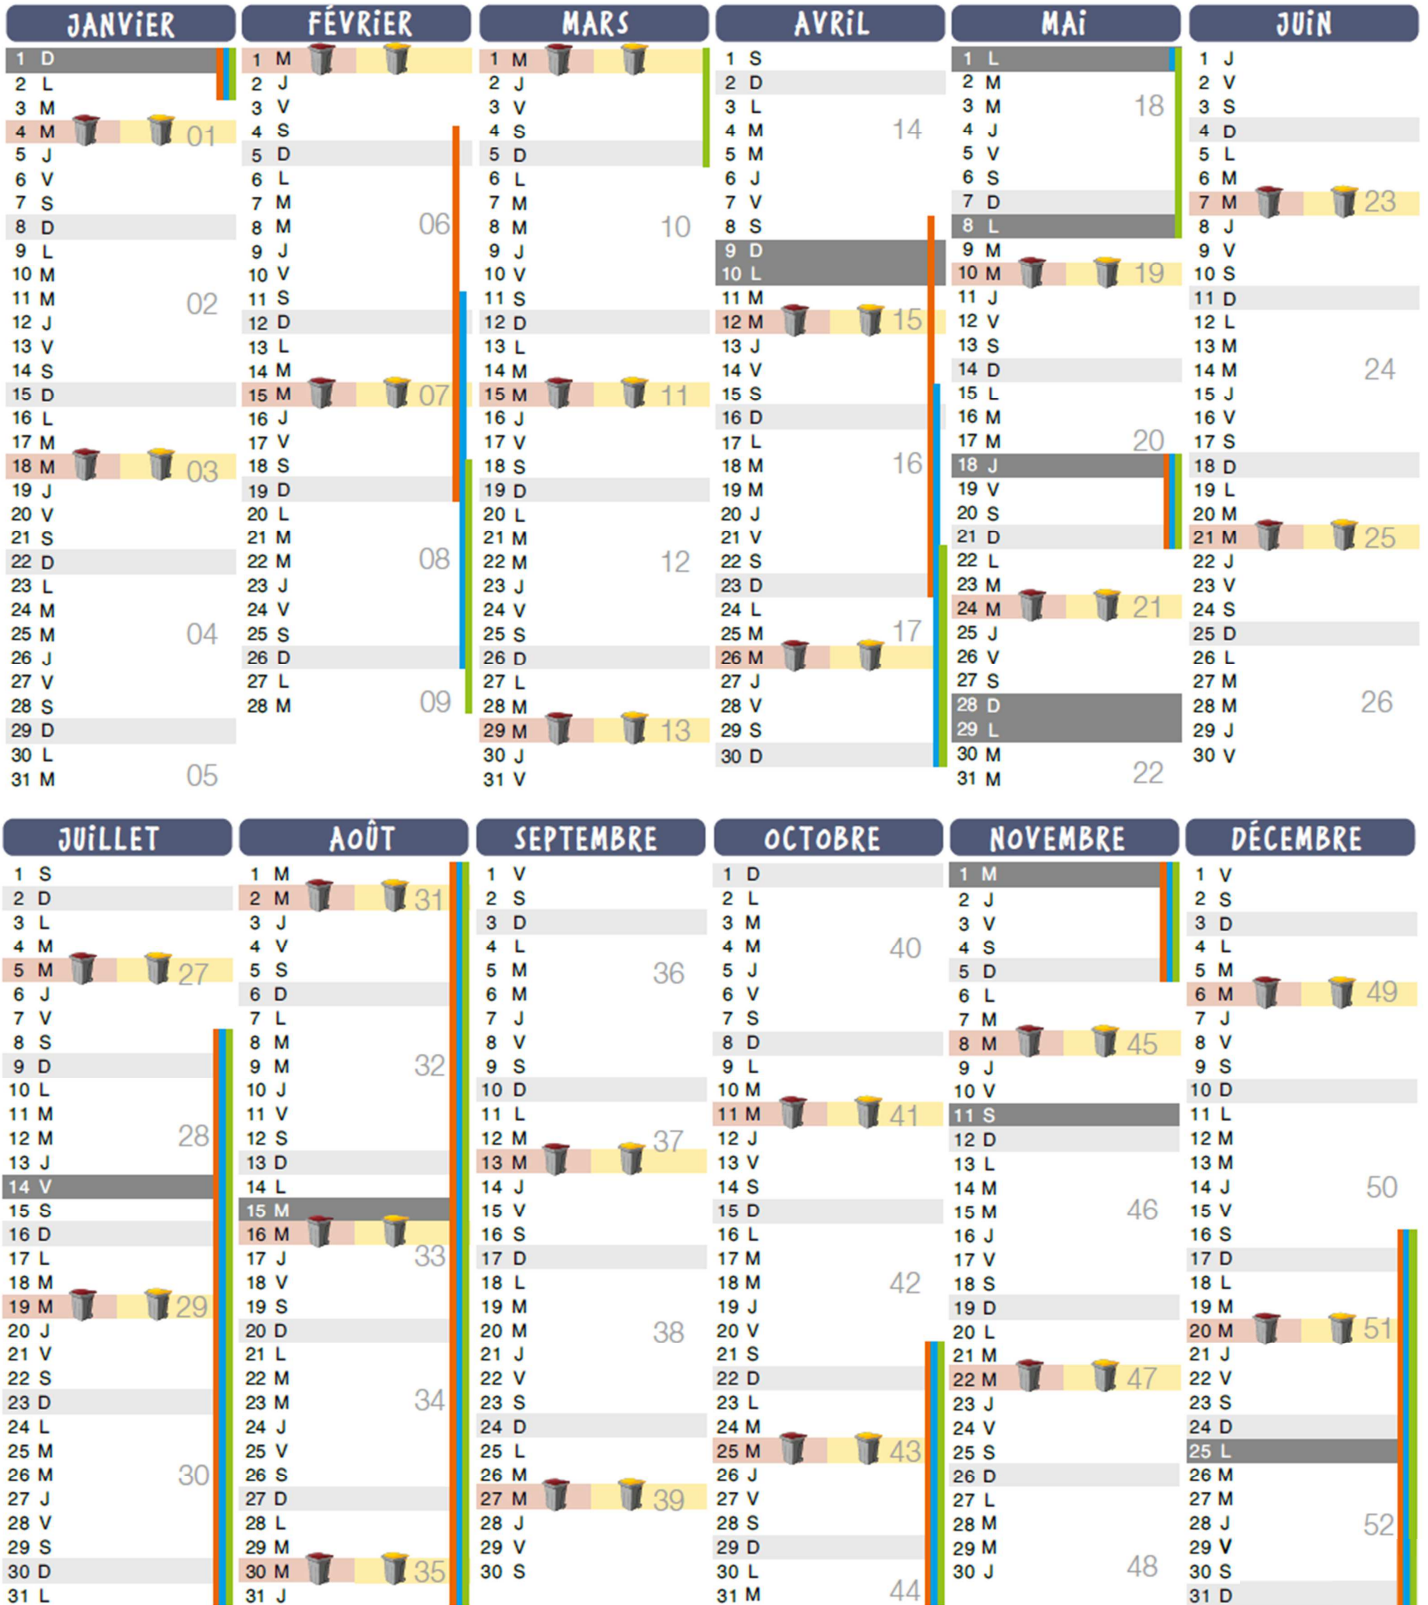 JANViER
1 D
2 L
3 M
4 M 01
5 J
6 V
7 S
8 D
9 L
10 M
11 M 02
12 J
13 V
14 S
15 D
16 L
17 M
18 M 03
19 J
20 V
21 S
22 D
23 L
24 M
25 M 04
26 J
27 V
28 S
29 D
30 L
31 M 05
FÉVRiER
1 M
2 J
3 V
4 S
5 D
6 L
7 M
8 M 06
9 J
10 V
11 S
12 D
13 L
14 M
15 M 07
16 J
17 V
18 S
19 D
20 L
21 M
22 M 08
23 J
24 V
25 S
26 D
27 L
28 M 09
MARS
1 M
2 J
3 V
4 S
5 D
6 L
7 M
8 M 10
9 J
10 V
11 S
12 D
13 L
14 M
15 M 11
16 J
17 V
18 S
19 D
20 L
21 M
22 M 12
23 J
24 V
25 S
26 D
27 L
28 M
29 M 13
30 J
31 V
AVRiL
1 S
2 D
3 L
4 M 14
5 M
6 J
7 V
8 S
9 D
10 L
11 M
12 M 15
13 J
14 V
15 S
16 D
17 L
18 M 16
19 M
20 J
21 V
22 S
23 D
24 L
25 M 17
26 M
27 J
28 V
29 S
30 D
MAi
1 L
2 M
3 M 18
4 J
5 V
6 S
7 D
8 L
9 M
10 M 19
11 J
12 V
13 S
14 D
15 L
16 M
17 M 20
18 J
19 V
20 S
21 D
22 L
23 M
24 M 21
25 J
26 V
27 S
28 D
29 L
30 M
31 M 22
JUiN
1 J
2 V
3 S
4 D
5 L
6 M
7 M 23
8 J
9 V
10 S
11 D
12 L
13 M
14 M 24
15 J
16 V
17 S
18 D
19 L
20 M
21 M 25
22 J
23 V
24 S
25 D
26 L
27 M
28 M 26
29 J
30 V
JUiLLET
1 S
2 D
3 L
4 M
5 M 27
6 J
7 V
8 S
9 D
10 L
11 M
12 M 28
13 J
14 V
15 S
16 D
17 L
18 M
19 M 29
20 J
21 V
22 S
23 D
24 L
25 M
26 M 30
27 J
28 V
29 S
30 D
31 L
AOÛT
1 M
2 M 31
3 J
4 V
5 S
6 D
7 L
8 M
9 M 32
10 J
11 V
12 S
13 D
14 L
15 M
16 M
17 J 33
18 V
19 S
20 D
21 L
22 M
23 M 34
24 J
25 V
26 S
27 D
28 L
29 M
30 M 35
31 J
SEPTEMBRE
1 V
2 S
3 D
4 L
5 M 36
6 M
7 J
8 V
9 S
10 D
11 L
12 M 37
13 M
14 J
15 V
16 S
17 D
18 L
19 M
20 M 38
21 J
22 V
23 S
24 D
25 L
26 M
27 M 39
28 J
29 V
30 S
OCTOBRE
1 D
2 L
3 M
4 M 40
5 J
6 V
7 S
8 D
9 L
10 M
11 M 41
12 J
13 V
14 S
15 D
16 L
17 M
18 M 42
19 J
20 V
21 S
22 D
23 L
24 M
25 M 43
26 J
27 V
28 S
29 D
30 L
31 M 44
NOVEMBRE
1 M
2 J
3 V
4 S
5 D
6 L
7 M
8 M 45
9 J
10 V
11 S
12 D
13 L
14 M
15 M 46
16 J
17 V
18 S
19 D
20 L
21 M
22 M 47
23 J
24 V
25 S
26 D
27 L
28 M
29 M
30 J 48
DÉCEMBRE
1 V
2 S
3 D
4 L
5 M
6 M 49
7 J
8 V
9 S
10 D
11 L
12 M
13 M
14 J 50
15 V
16 S
17 D
18 L
19 M
20 M 51
21 J
22 V
23 S
24 D
25 L
26 M
27 M
28 J 52
29 V
30 S
31 D